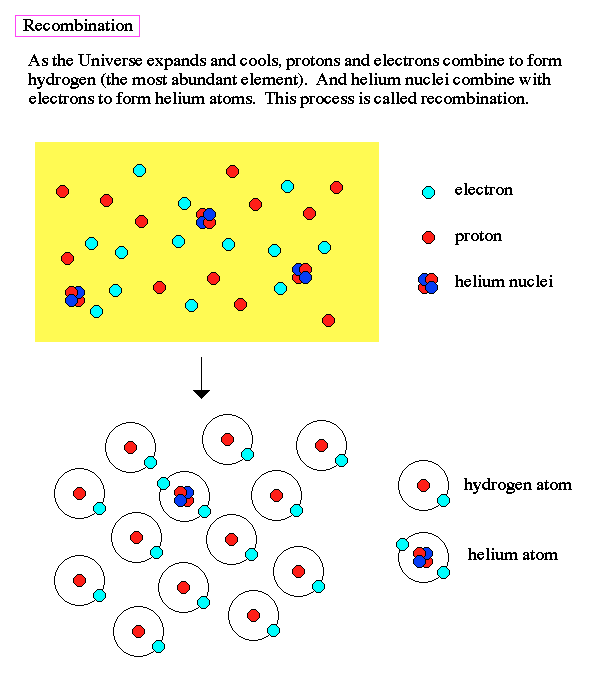 Recombination
As the Universe expands and cools, protons and electrons combine to form
hydrogen (the most abundant element).  And helium nuclei combine with
electrons to form helium atoms.  This process is called recombination.
electron
proton
helium nuclei
hydrogen atom
helium atom